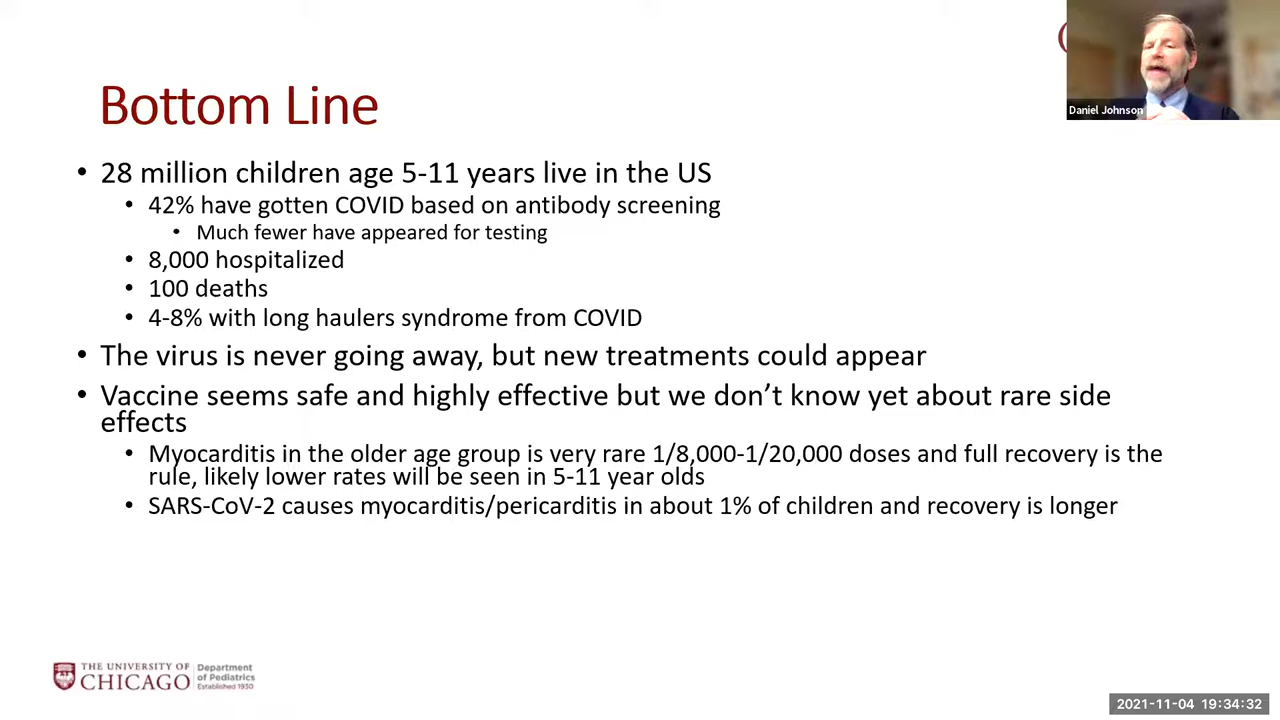 Daniel Johnson
Bottom Line
• 28 million children age 5-11 years live in the US
• 42% have gotten COVID based on antibody screening
• Much fewer have appeared for testing
• 8,000 hospitalized
• 100 deaths
• 4-8% with long haulers syndrome from COVID
• The virus is never going away, but new treatments could appear
• Vaccine seems safe and highly effective but we don’t know yet about rare side
effects
• Myocarditis in the older age group is very rare 1/8,000-1/20,000 doses and full recovery is the
rule, likely lower rates will be seen in 5-11 year olds
• SARS-CoV-2 causes myocarditis/pericarditis in about 1% of children and recovery is longer
THE UNIVERSITY OF
CHICAGO
Department
of Pediatrics
Established 1930
2021-11-04 19:34:32